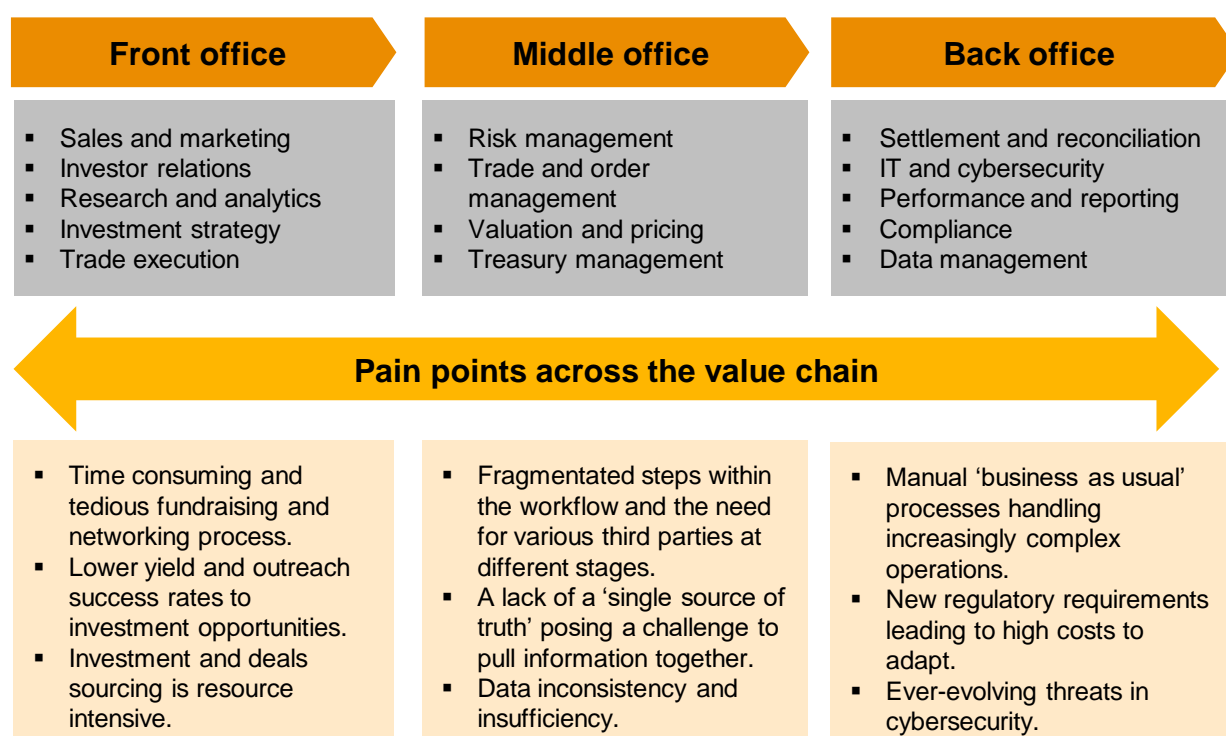 Front office
Middle office
Back office
▪ Sales and marketing
▪ Investor relations
▪ Research and analytics
▪ Investment strategy
▪ Trade execution
▪ Risk management
▪ Trade and order
management
▪ Valuation and pricing
▪ Treasury management
▪ Settlement and reconciliation
▪ IT and cybersecurity
▪ Performance and reporting
▪ Compliance
▪ Data management
Pain points across the value chain
▪ Time consuming and
tedious fundraising and
networking process.
▪ Lower yield and outreach
success rates to
investment opportunities.
▪ Investment and deals
sourcing is resource
intensive.
▪ Fragmentated steps within
the workflow and the need
for various third parties at
different stages.
▪ A lack of a ‘single source of
truth’ posing a challenge to
pull information together.
▪ Data inconsistency and
insufficiency.
▪ Manual ‘business as usual’
processes handling
increasingly complex
operations.
▪ New regulatory requirements
leading to high costs to
adapt.
▪ Ever-evolving threats in
cybersecurity.